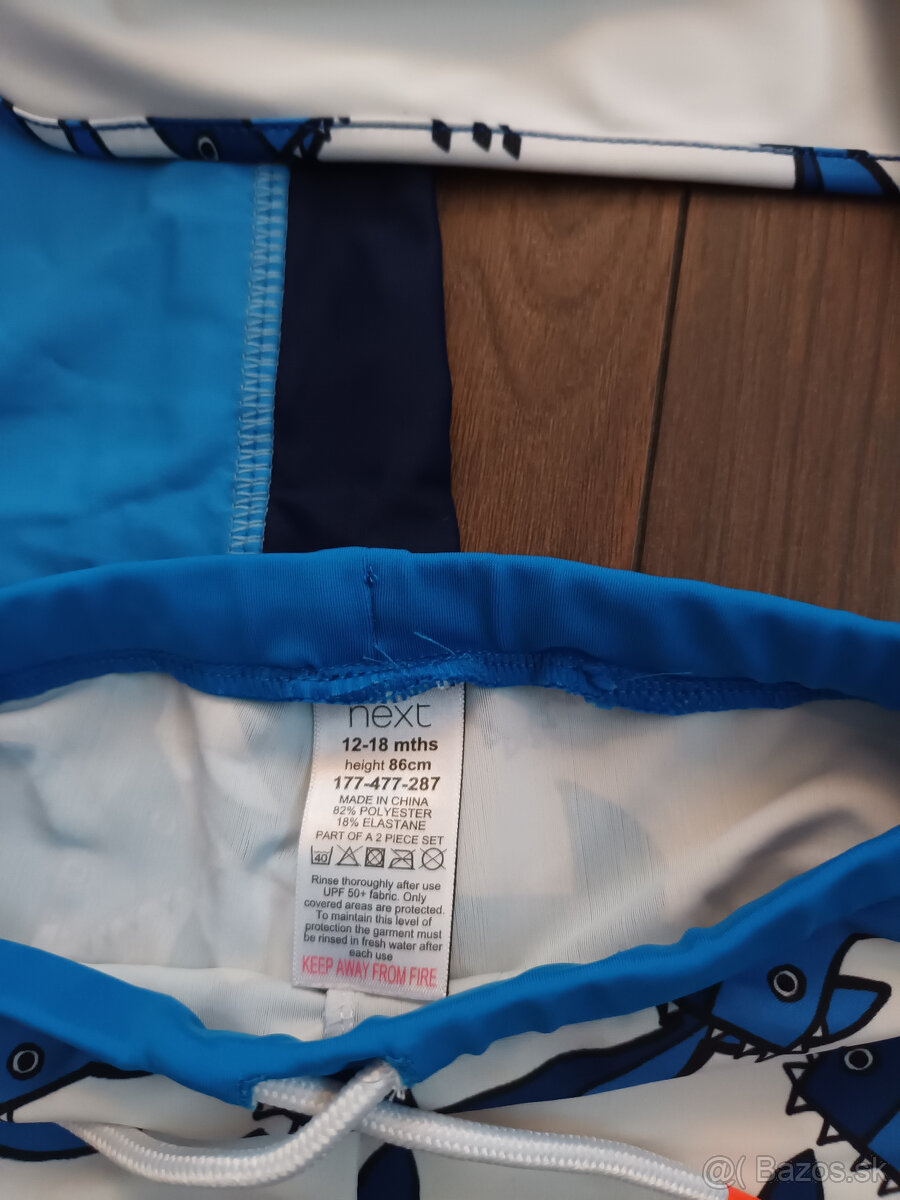 next
12-18 mths
height 86cm
177-477-287
MADE IN CHINA
82% POLYESTER
18% ELASTANE
PART OF A 2 PIECE SET
40
Rinse thoroughly after use
UPF 50+ fabric. Only
covered areas are protected.
To maintain this level of
protection the garment must
be rinsed in fresh water after
each use
KEEP AWAY FROM FIRE
@( Bazos.sk